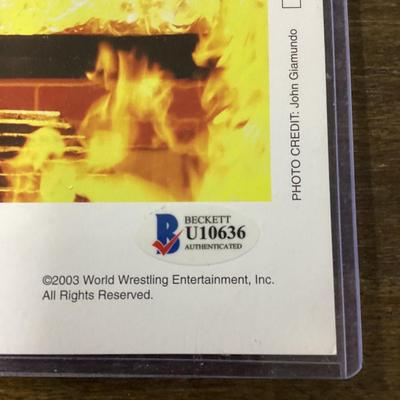 PHOTO CREDIT: John Giamundo
B
BECKETT
U10636
AUTHENTICATED
©2003 World Wrestling Entertainment, Inc.
All Rights Reserved.